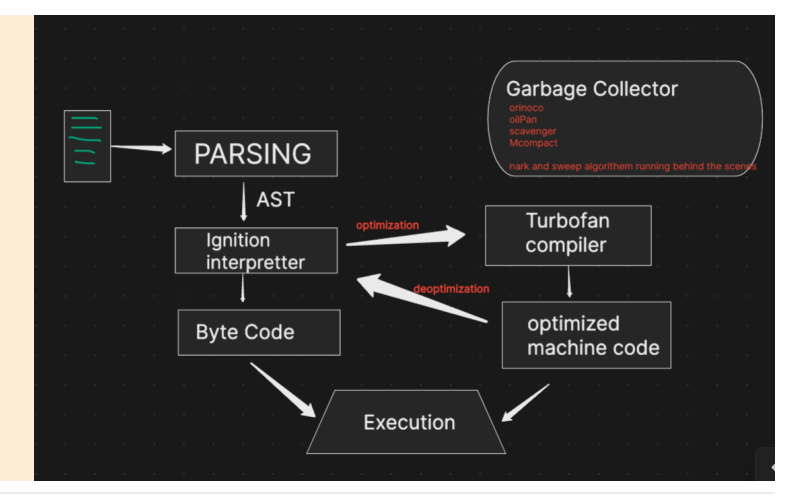 Garbage Collector
orinoco
oilPan
scavenger
Mcompact
nark and sweep algorithem running behind the scenes
PARSING
AST
Ignition
interpretter
optimization
Turbofan
compiler
deoptimization
Byte Code
optimized
machine code
Execution